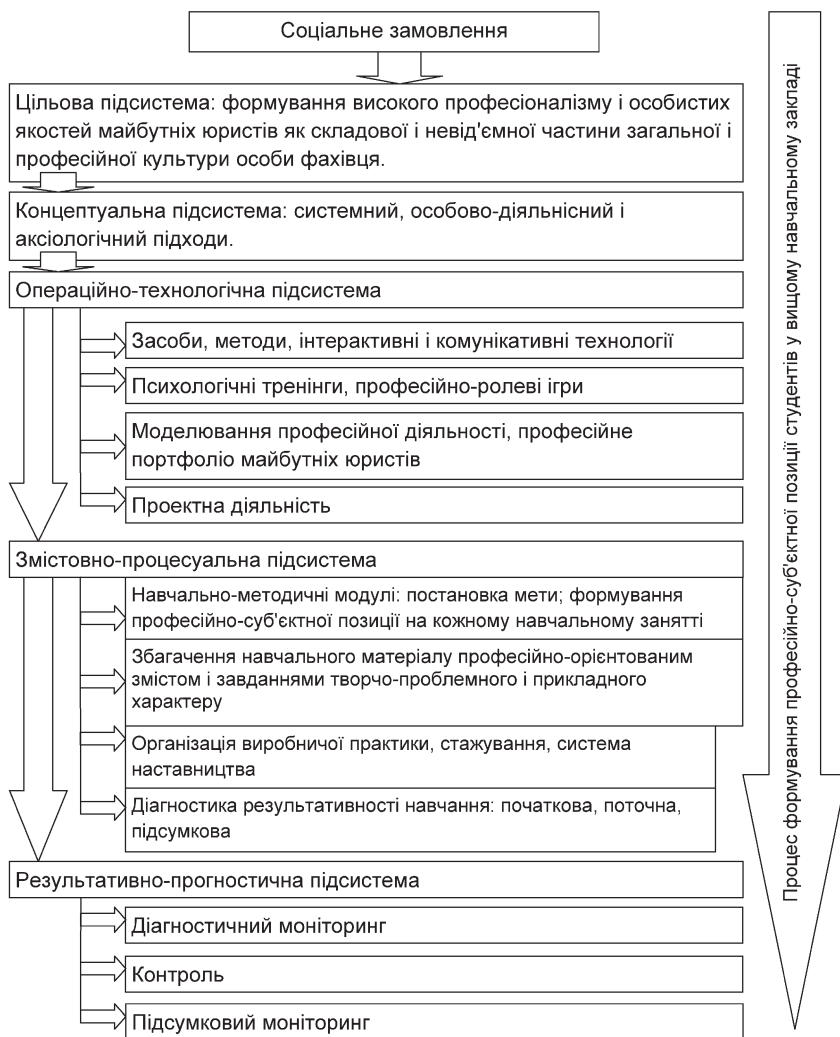 Соціальне замовлення
Цільова підсистема: формування високого професіоналізму і особистих
якостей майбутніх юристів як складової і невід'ємної частини загальної і
професійної культури особи фахівця.
Концептуальна підсистема: системний, особово-діяльнісний і
аксіологічний підходи.
Операційно-технологічна підсистема
Засоби, методи, інтерактивні і комунікативні технології
Психологічні тренінги, професійно-ролеві ігри
Моделювання професійної діяльності, професійне
портфоліо майбутніх юристів
Проектна діяльність
Змістовно-процесуальна підсистема
Навчально-методичні модулі: постановка мети; формування
професійно-суб'єктної позиції на кожному навчальному занятті
Збагачення навчального матеріалу професійно-орієнтованим
змістом і завданнями творчо-проблемного і прикладного
характеру
Організація виробничої практики, стажування, система
наставництва
Діагностика результативності навчання: початкова, поточна,
підсумкова
Результативно-прогностична підсистема
Діагностичний моніторинг
Контроль
Підсумковий моніторинг
Процес формування професійно-суб'єктної позиції студентів у вищому навчальному закладі